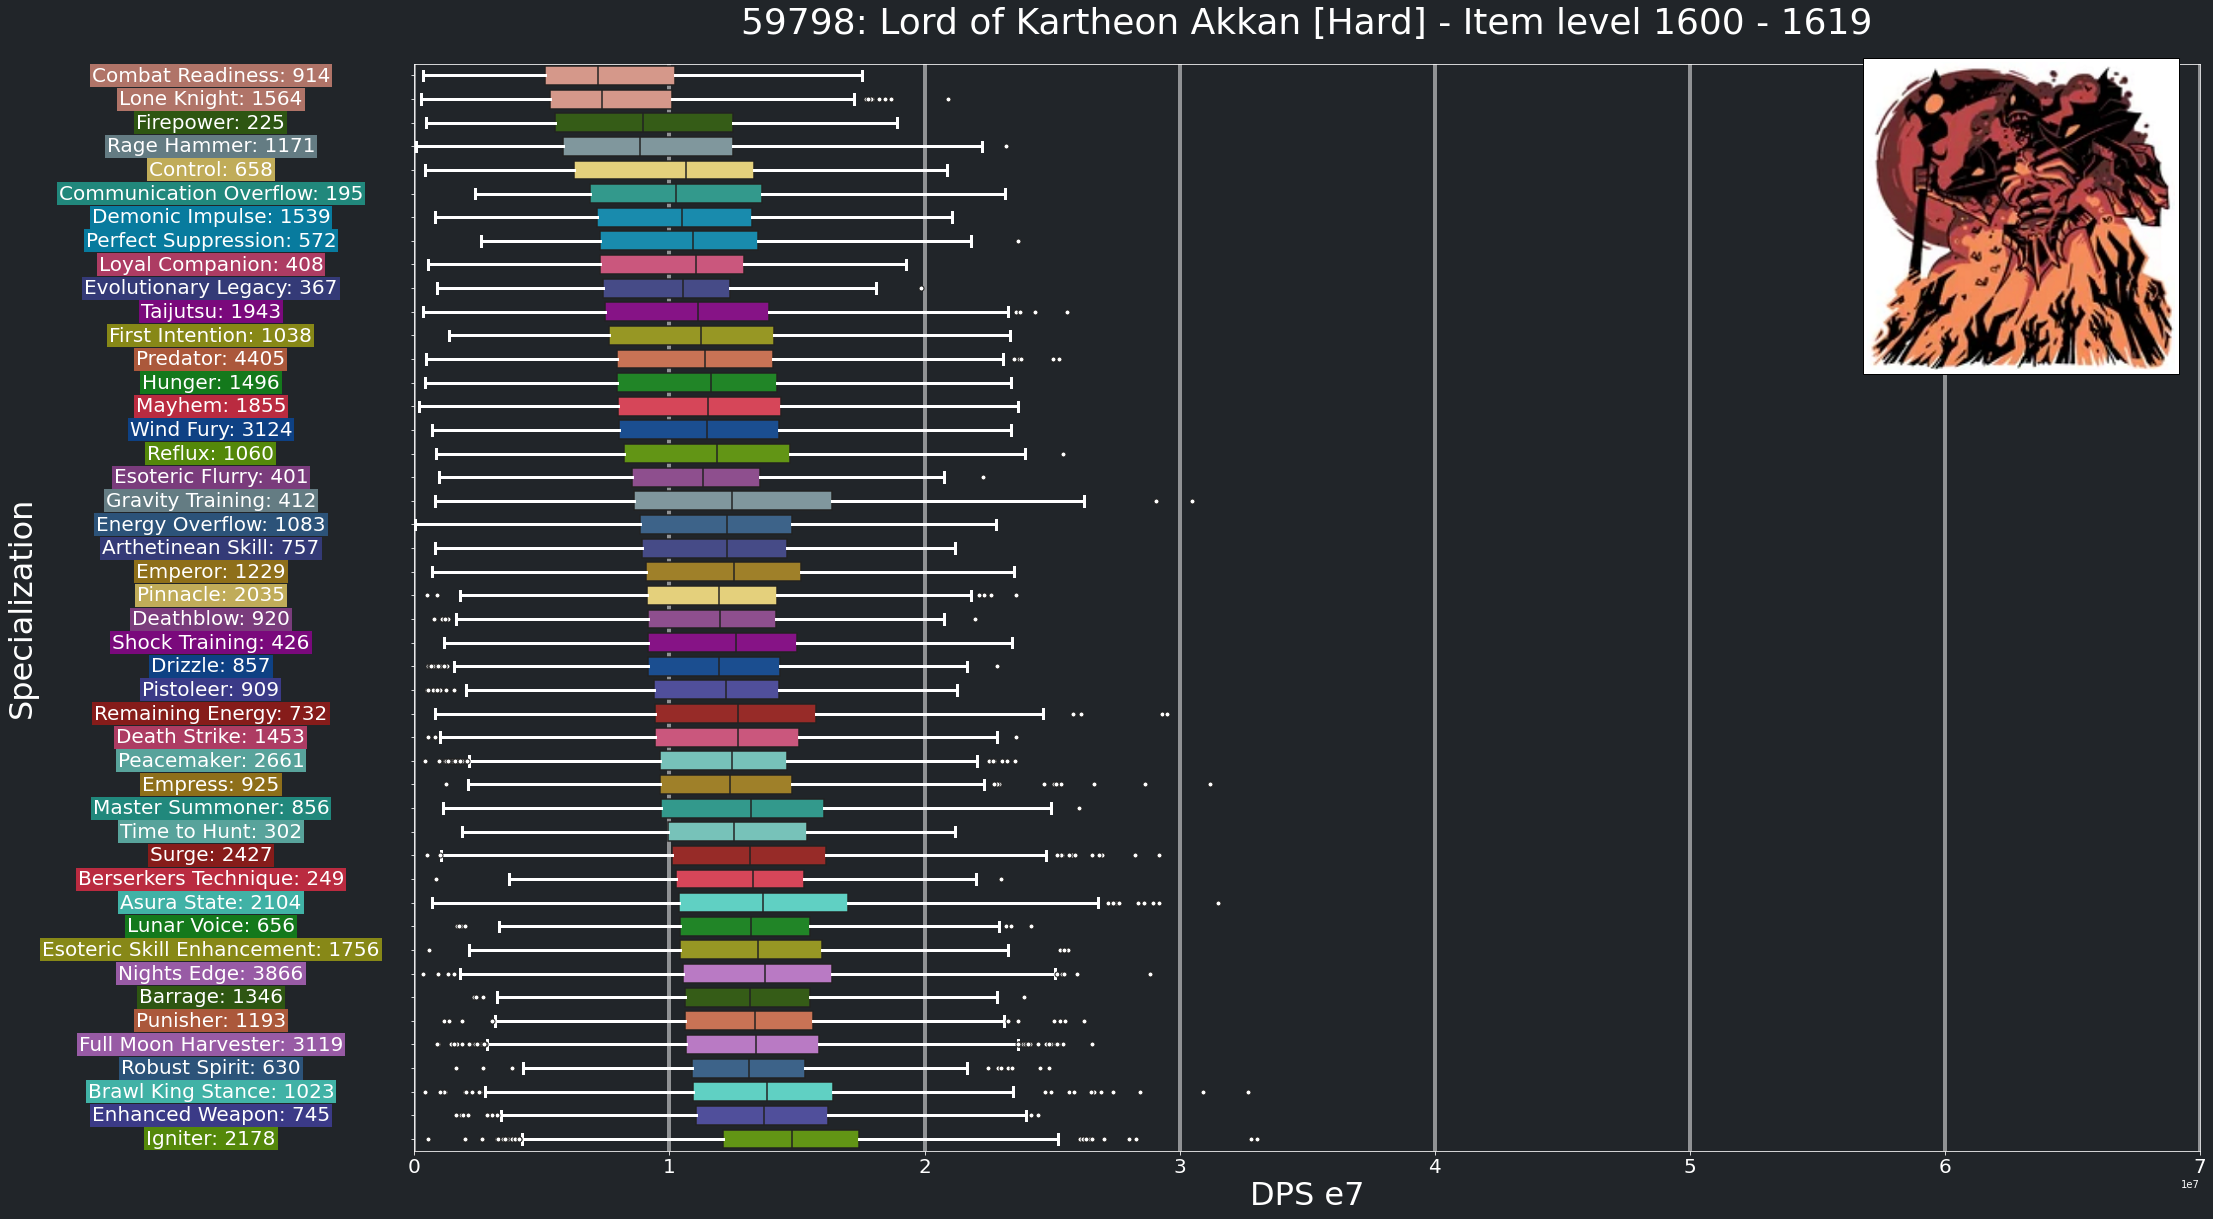 59798: Lord of Kartheon Akkan [Hard] - Item level 1600 - 1619
Specialization
Combat Readiness: 914
Lone Knight: 1564
Firepower: 225
Rage Hammer: 1171
Control: 658
Communication Overflow: 195
Demonic Impulse: 1539
Perfect Suppression: 572
Loyal Companion: 408
Evolutionary Legacy: 367
Taijutsu: 1943
First Intention: 1038
Predator: 4405
Hunger: 1496
Mayhem: 1855
Wind Fury: 3124
Reflux: 1060
Esoteric Flurry: 401
Gravity Training: 412
Energy Overflow: 1083
Arthetinean Skill: 757
Emperor: 1229
Pinnacle: 2035
Deathblow: 920
Shock Training: 426
Drizzle: 857
Pistoleer: 909
Remaining Energy: 732
Death Strike: 1453
Peacemaker: 2661
Empress: 925
Master Summoner: 856
Time to Hunt: 302
Surge: 2427
Berserkers Technique: 249
Asura State: 2104
Lunar Voice: 656
Esoteric Skill Enhancement: 1756
Nights Edge: 3866
Barrage: 1346
Punisher: 1193
Full Moon Harvester: 3119
Robust Spirit: 630
Brawl King Stance: 1023
Enhanced Weapon: 745
Igniter: 2178
0 1 2 3 4 5 6 7
1e7
DPS e7